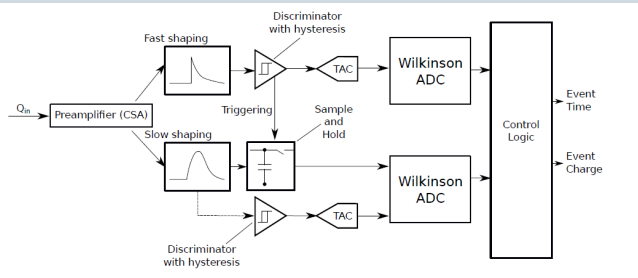 Discriminator
with hysteresis
Fast shaping
TAC
Wilkinson
ADC
Qin
Preamplifier (CSA)
Triggering
Sample
and
Hold
Slow shaping
Control
Logic
Event
Time
Event
Charge
Wilkinson
ADC
TAC
Discriminator
with hysteresis